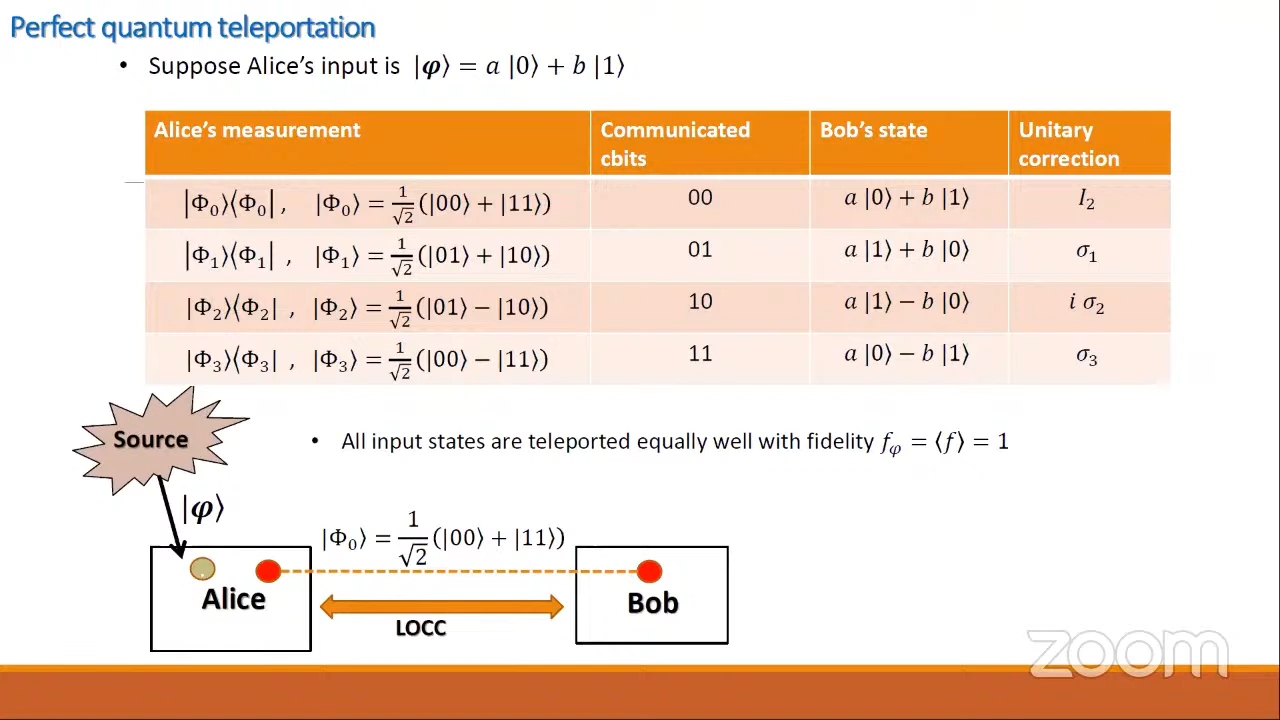 Perfect quantum teleportation
• Suppose Alice's input is |φ⟩ = a |0⟩ + b |1⟩
Alice's measurement Communicated cbits Bob's state Unitary correction
|Φ₀⟩⟨Φ₀| , |Φ₀⟩ = 1/√2 (|00⟩ + |11⟩) 00 a |0⟩ + b |1⟩ I₂
|Φ₁⟩⟨Φ₁| , |Φ₁⟩ = 1/√2 (|01⟩ + |10⟩) 01 a |1⟩ + b |0⟩ σ₁
|Φ₂⟩⟨Φ₂| , |Φ₂⟩ = 1/√2 (|01⟩ − |10⟩) 10 a |1⟩ − b |0⟩ i σ₂
|Φ₃⟩⟨Φ₃| , |Φ₃⟩ = 1/√2 (|00⟩ − |11⟩) 11 a |0⟩ − b |1⟩ σ₃
Source
• All input states are teleported equally well with fidelity fᵩ = ⟨f⟩ = 1
|φ⟩
|Φ₀⟩ = 1/√2 (|00⟩ + |11⟩)
Alice
Bob
LOCC
zoom